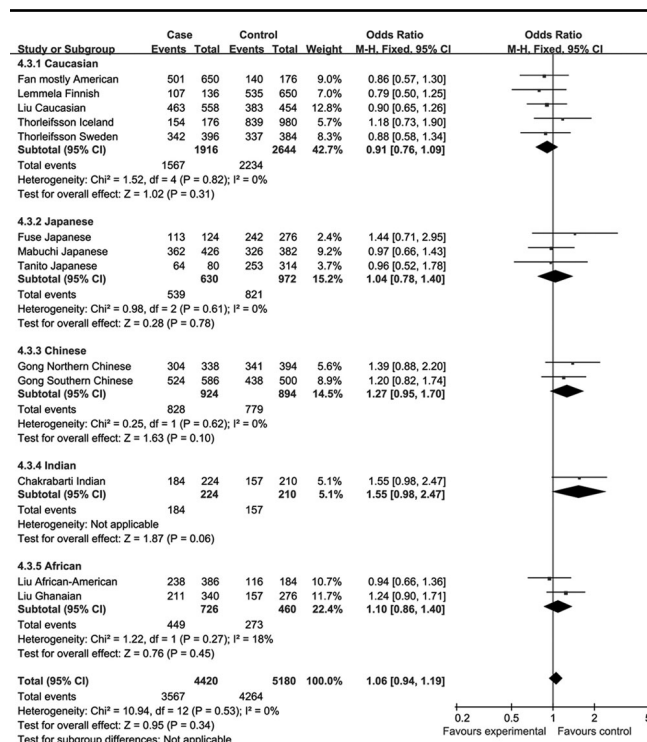 Case Control Odds Ratio Odds Ratio
Study or Subgroup Events Total Events Total Weight M-H. Fixed. 95% CI M-H. Fixed. 95% CI
4.3.1 Caucasian
Fan mostly American 501 650 140 176 9.0% 0.86 [0.57, 1.30]
Lemmela Finnish 107 136 535 650 6.9% 0.79 [0.50, 1.25]
Liu Caucasian 463 558 383 454 12.8% 0.90 [0.65, 1.26]
Thorleifsson Iceland 154 176 839 980 5.7% 1.18 [0.73, 1.90]
Thorleifsson Sweden 342 396 337 384 8.3% 0.88 [0.58, 1.34]
Subtotal (95% CI) 1916 2644 42.7% 0.91 [0.76, 1.09]
Total events 1567 2234
Heterogeneity: Chi² = 1.52, df = 4 (P = 0.82); I² = 0%
Test for overall effect: Z = 1.02 (P = 0.31)
4.3.2 Japanese
Fuse Japanese 113 124 242 276 2.4% 1.44 [0.71, 2.95]
Mabuchi Japanese 362 426 326 382 9.2% 0.97 [0.66, 1.43]
Tanito Japanese 64 80 253 314 3.7% 0.96 [0.52, 1.78]
Subtotal (95% CI) 630 972 15.2% 1.04 [0.78, 1.40]
Total events 539 821
Heterogeneity: Chi² = 0.98, df = 2 (P = 0.61); I² = 0%
Test for overall effect: Z = 0.28 (P = 0.78)
4.3.3 Chinese
Gong Northern Chinese 304 338 341 394 5.6% 1.39 [0.88, 2.20]
Gong Southern Chinese 524 586 438 500 8.9% 1.20 [0.82, 1.74]
Subtotal (95% CI) 924 894 14.5% 1.27 [0.95, 1.70]
Total events 828 779
Heterogeneity: Chi² = 0.25, df = 1 (P = 0.62); I² = 0%
Test for overall effect: Z = 1.63 (P = 0.10)
4.3.4 Indian
Chakrabarti Indian 184 224 157 210 5.1% 1.55 [0.98, 2.47]
Subtotal (95% CI) 224 210 5.1% 1.55 [0.98, 2.47]
Total events 184 157
Heterogeneity: Not applicable
Test for overall effect: Z = 1.87 (P = 0.06)
4.3.5 African
Liu African-American 238 386 116 184 10.7% 0.94 [0.66, 1.36]
Liu Ghanaian 211 340 157 276 11.7% 1.24 [0.90, 1.71]
Subtotal (95% CI) 726 460 22.4% 1.10 [0.86, 1.40]
Total events 449 273
Heterogeneity: Chi² = 1.22, df = 1 (P = 0.27); I² = 18%
Test for overall effect: Z = 0.76 (P = 0.45)
Total (95% CI) 4420 5180 100.0% 1.06 [0.94, 1.19]
Total events 3567 4264
Heterogeneity: Chi² = 10.94, df = 12 (P = 0.53); I² = 0%
Test for overall effect: Z = 0.95 (P = 0.34)
Test for subgroup differences: Not applicable
0.2 0.5 1 2 5
Favours experimental Favours control